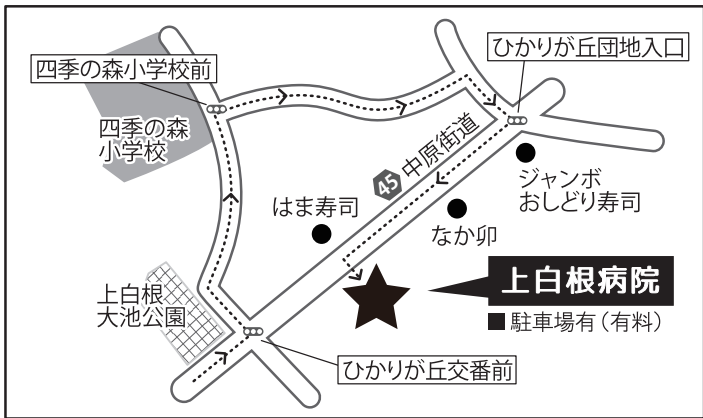 四季の森小学校前
ひかりが丘団地入口
四季の森
小学校
45 中原街道
ジャンボ
おしどり寿司
はま寿司
なか卯
上白根病院
■駐車場有（有料）
上白根
大池公園
ひかりが丘交番前